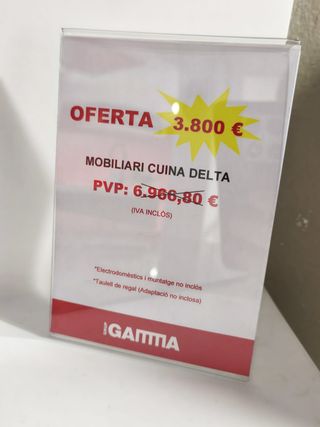 OFERTA 3.800 €
MOBILIARI CUINA DELTA
PVP: 6.966,80 €
(IVA INCLÒS)
*Electrodomèstics i muntatge no inclòs
*Taulell de regal (Adaptació no inclosa)
GAMMA